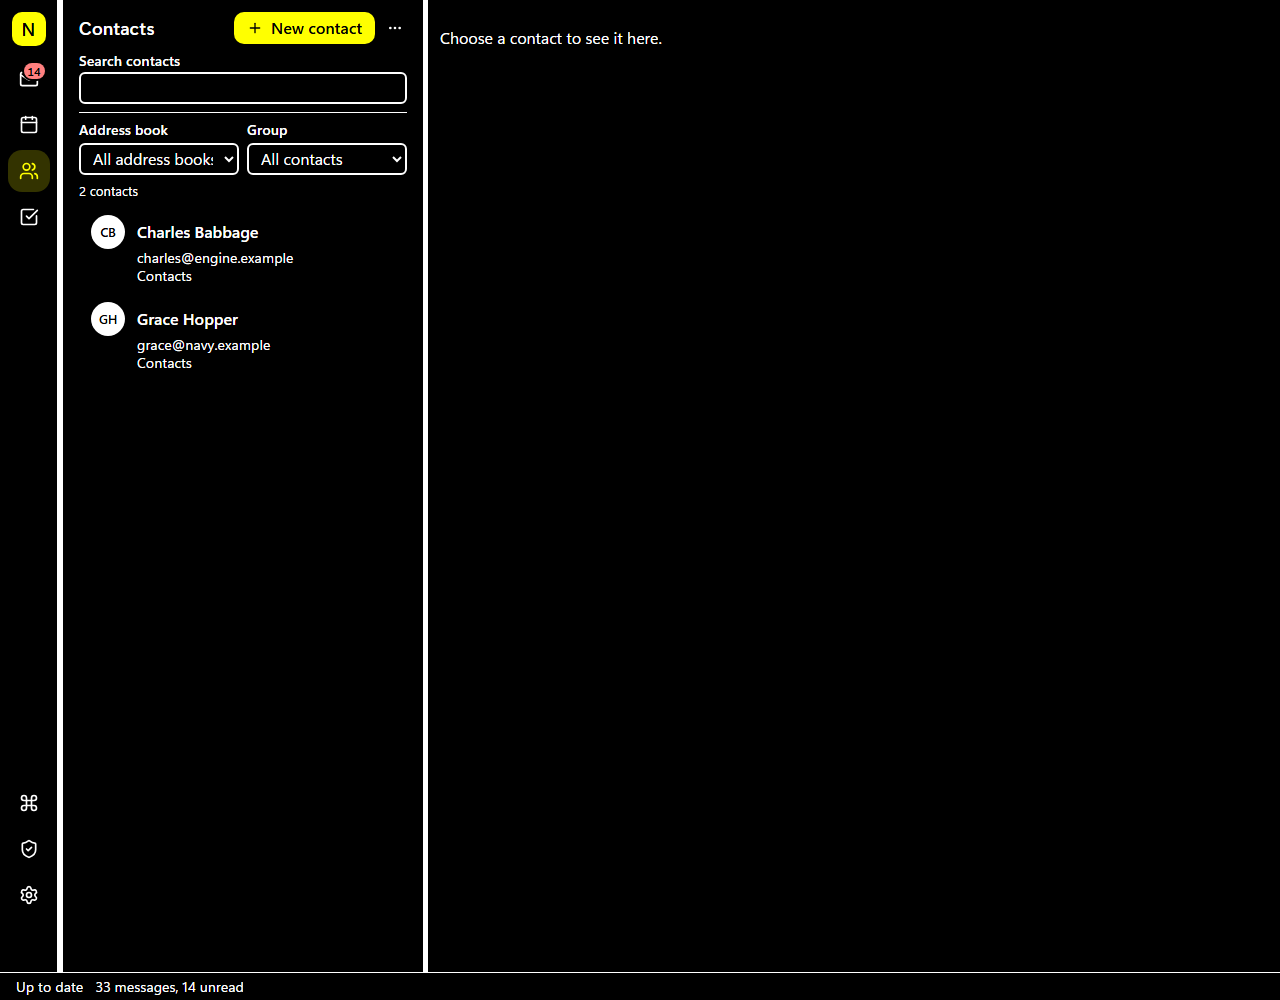 N
14
Contacts
+ New contact
Search contacts
Address book
Group
All address books
All contacts
2 contacts
CB
Charles Babbage
charles@engine.example
Contacts
GH
Grace Hopper
grace@navy.example
Contacts
Choose a contact to see it here.
Up to date 33 messages, 14 unread